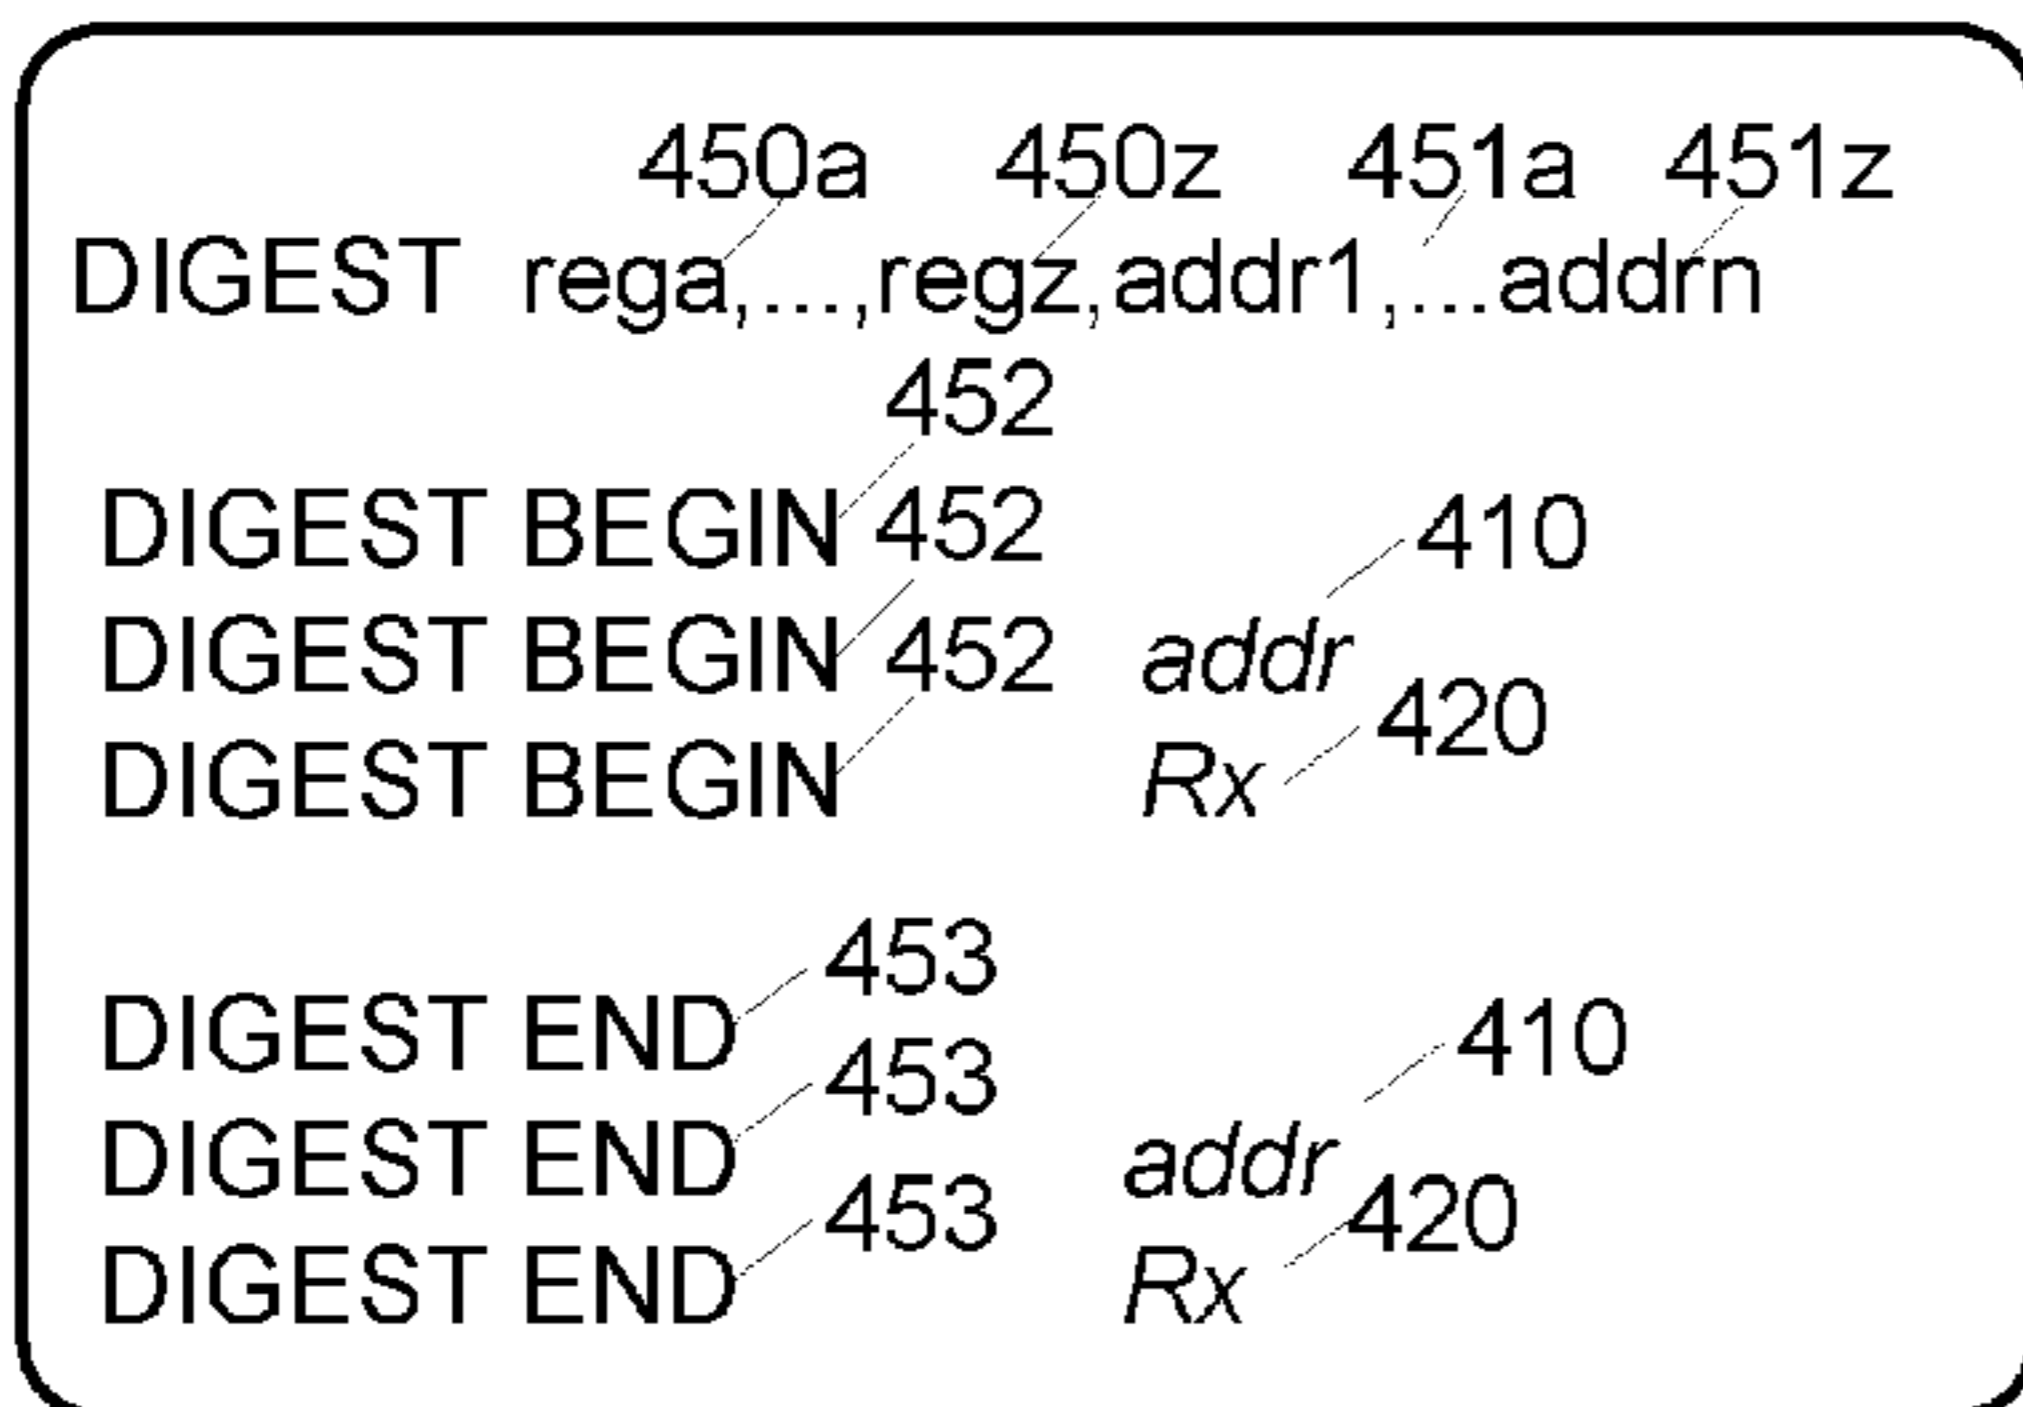 450a 450z 451a 451z
DIGEST rega,...,regz,addr1,...addrn
452
DIGEST BEGIN 452 410
DIGEST BEGIN 452 addr
420
DIGEST BEGIN Rx
453
DIGEST END 410
453
DIGEST END addr
453 420
DIGEST END Rx